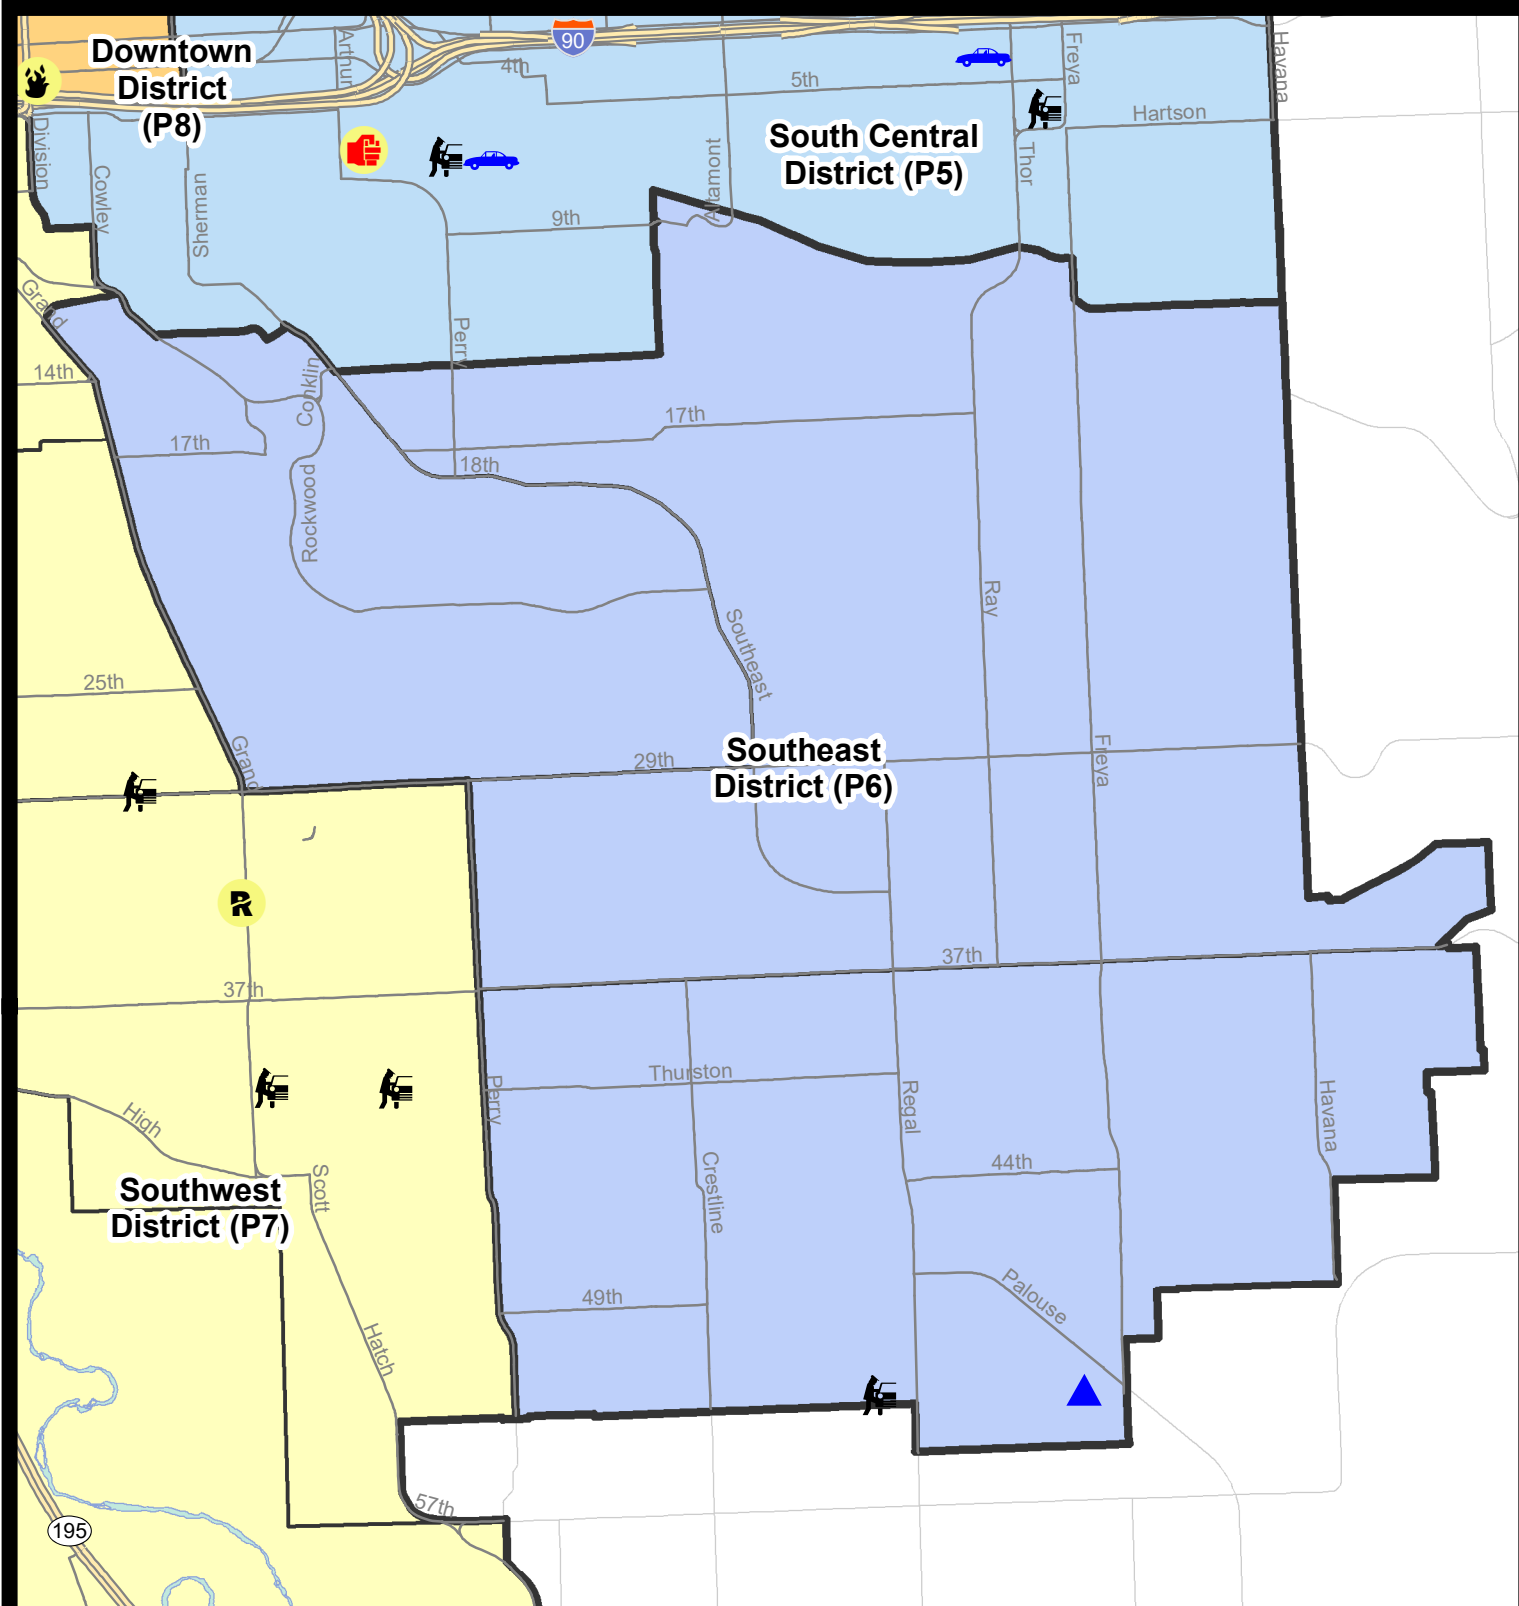 Downtown
District
(P8)
Arthur
90
4th
5th
Freya
Havana
Hartson
South Central
District (P5)
Division
Cowley
Sherman
Altamont
Thor
9th
Grand
Perry
14th
Conklin
17th
17th
18th
Rockwood
Ray
Southeast
25th
Grand
29th
Southeast
District (P6)
Freya
R
37th
37th
Thurston
Perry
Regal
Havana
High
44th
Crestline
Scott
Southwest
District (P7)
Palouse
49th
Hatch
57th
195